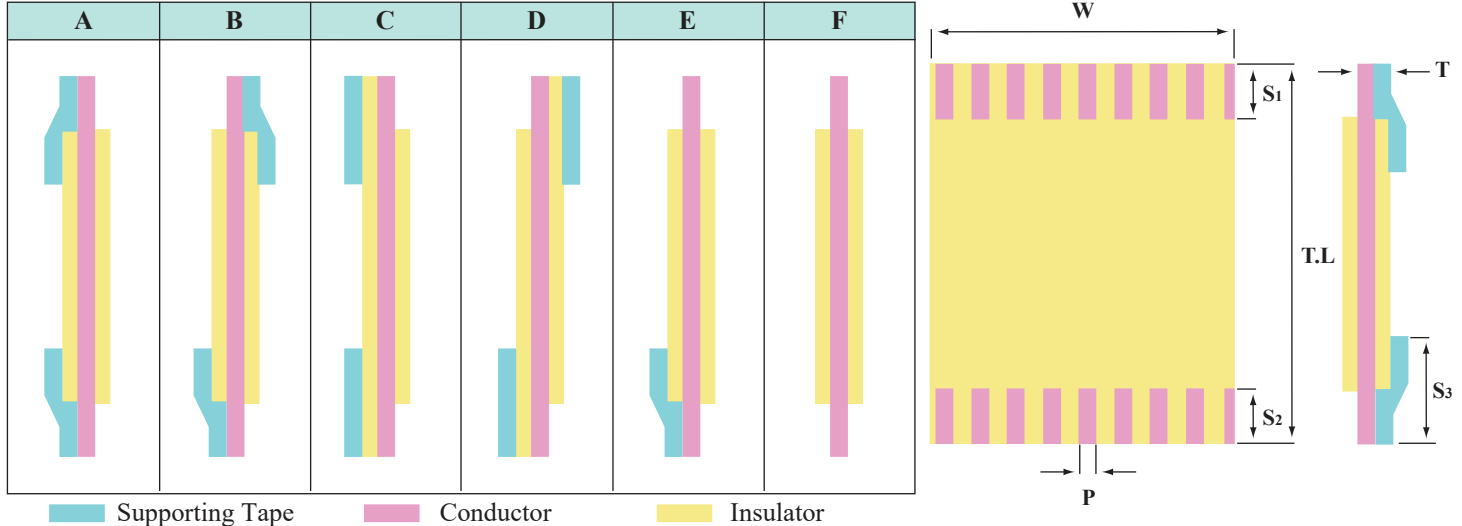 A B C D E F
W
S1
T
T.L
S2
S3
P
Supporting Tape Conductor Insulator